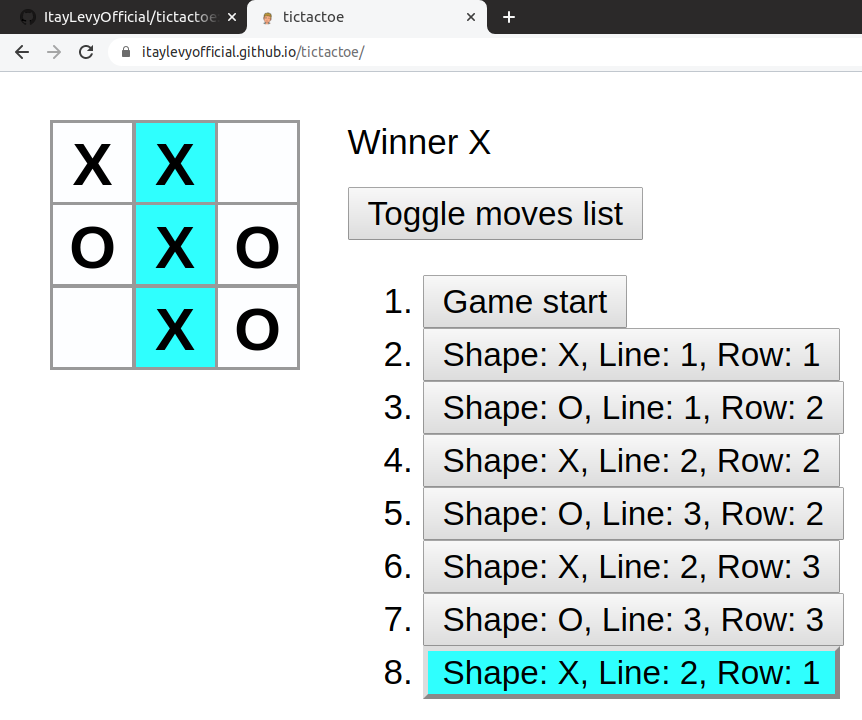 ItayLevyOfficial/tictactoe
tictactoe
itaylevyofficial.github.io/tictactoe/
X X
O X O
X O
Winner X
Toggle moves list
1. Game start
2. Shape: X, Line: 1, Row: 1
3. Shape: O, Line: 1, Row: 2
4. Shape: X, Line: 2, Row: 2
5. Shape: O, Line: 3, Row: 2
6. Shape: X, Line: 2, Row: 3
7. Shape: O, Line: 3, Row: 3
8. Shape: X, Line: 2, Row: 1